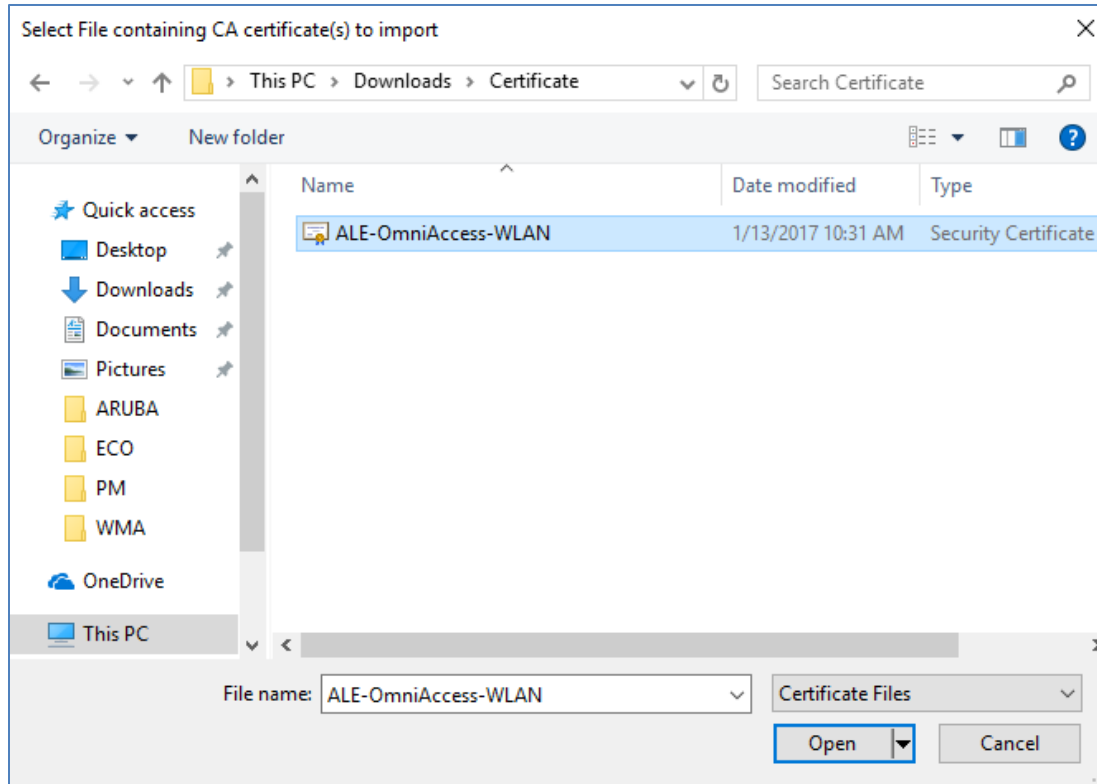 Select File containing CA certificate(s) to import
This PC > Downloads > Certificate
Search Certificate
Organize
New folder
Name
Date modified
Type
Quick access
Desktop
Downloads
Documents
Pictures
ARUBA
ECO
PM
WMA
OneDrive
This PC
ALE-OmniAccess-WLAN 1/13/2017 10:31 AM Security Certificate
File name: ALE-OmniAccess-WLAN
Certificate Files
Open
Cancel